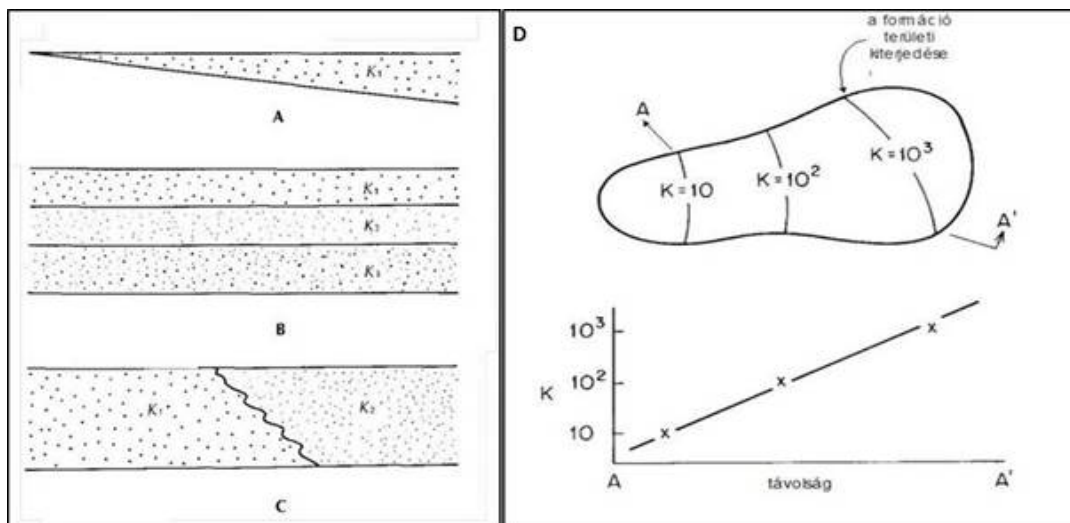 K₁
A
K₁
K₂
K₃
B
K₁
K₂
C
D
a formáció
területi
kiterjedése
A
K=10
K=10²
K=10³
A'
10³
K 10²
10
A távolság A'